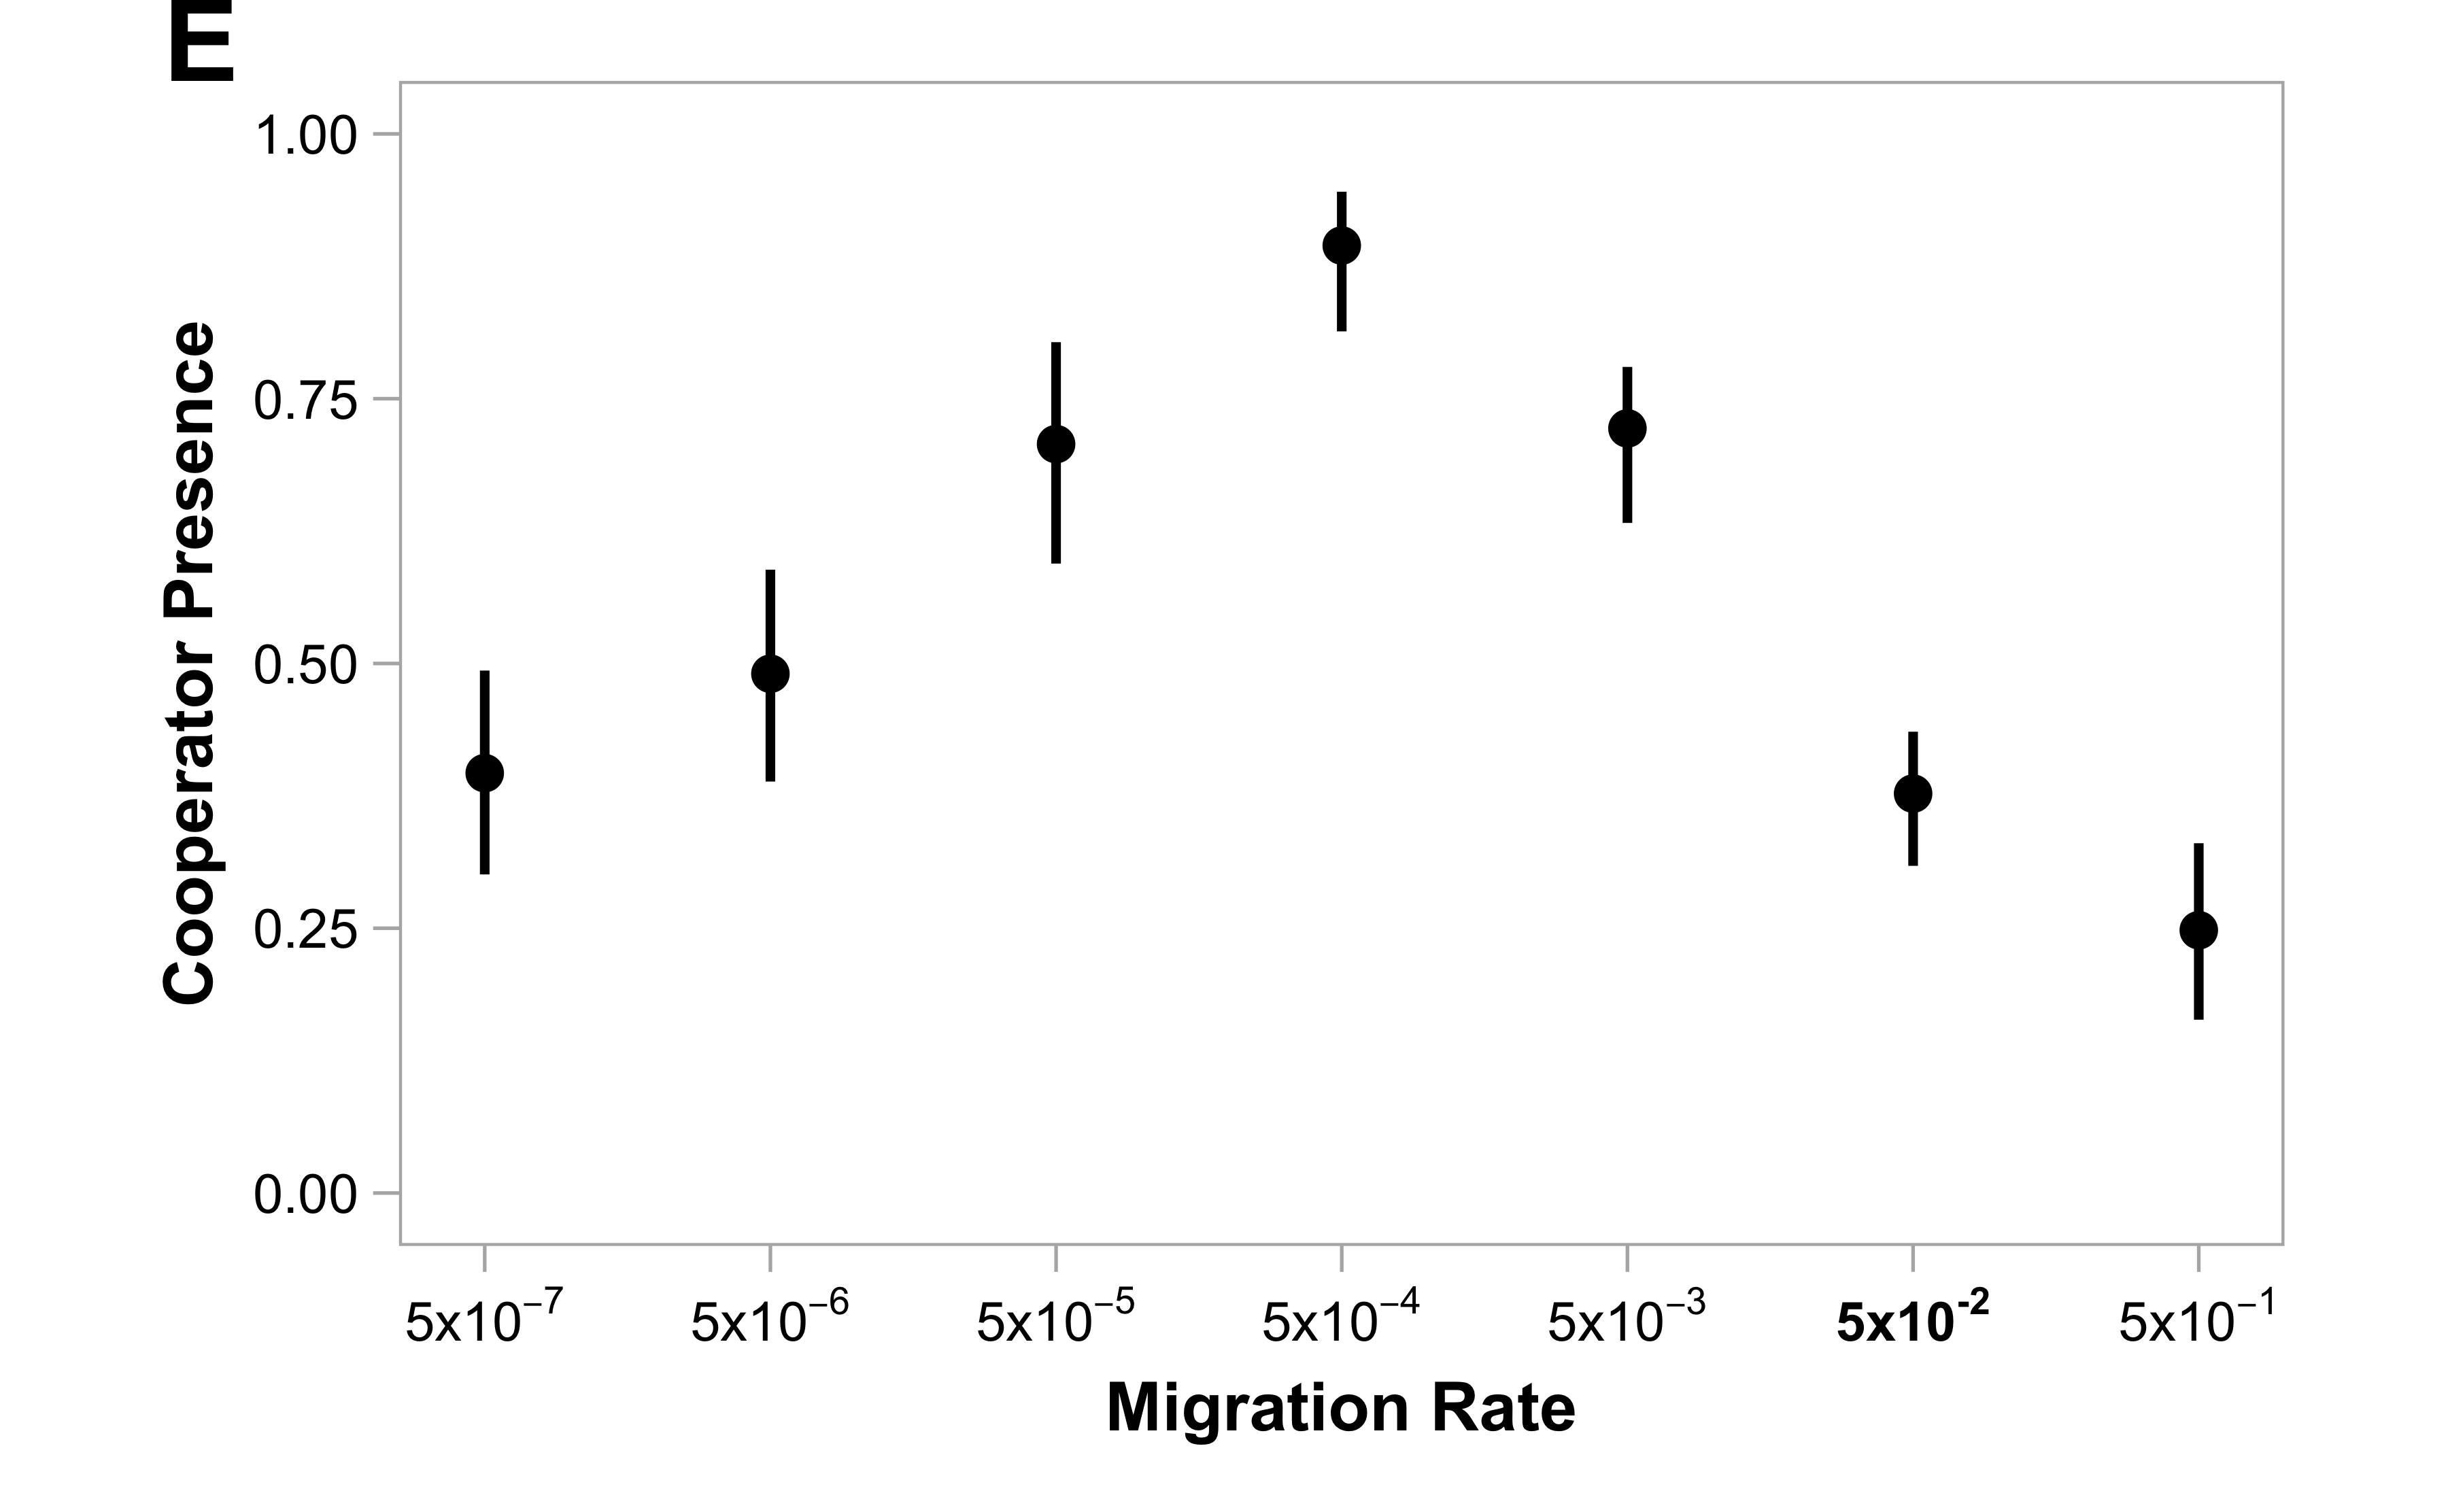 E
1.00
0.75
0.50
0.25
0.00
Cooperator Presence
5x10⁻⁷ 5x10⁻⁶ 5x10⁻⁵ 5x10⁻⁴ 5x10⁻³ 5x10⁻² 5x10⁻¹
Migration Rate